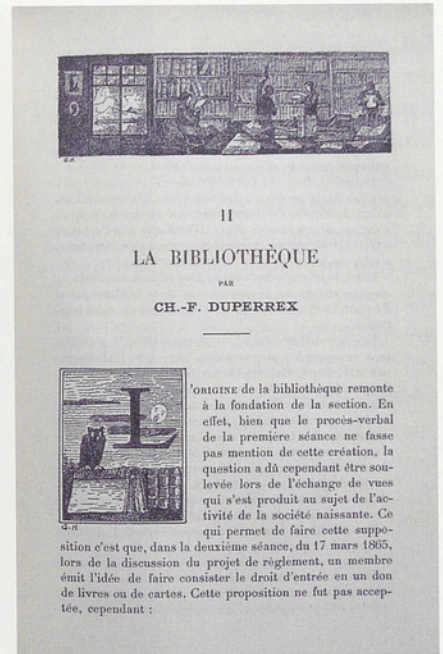 II
LA BIBLIOTHÈQUE
PAR
CH.-F. DUPERREX
L'ORIGINE de la bibliothèque remonte
à la fondation de la section. En
effet, bien que le procès-verbal
de la première séance ne fasse
pas mention de cette création, la
question a dû cependant être sou-
levée lors de l'échange de vues
qui s'est produit au sujet de l'ac-
tivité de la société naissante. Ce
qui permet de faire cette suppo-
sition c'est que, dans la deuxième séance, du 17 mars 1865,
lors de la discussion du projet de règlement, un membre
émit l'idée de faire consister le droit d'entrée en un don
de livres ou de cartes. Cette proposition ne fut pas accep-
tée, cependant :